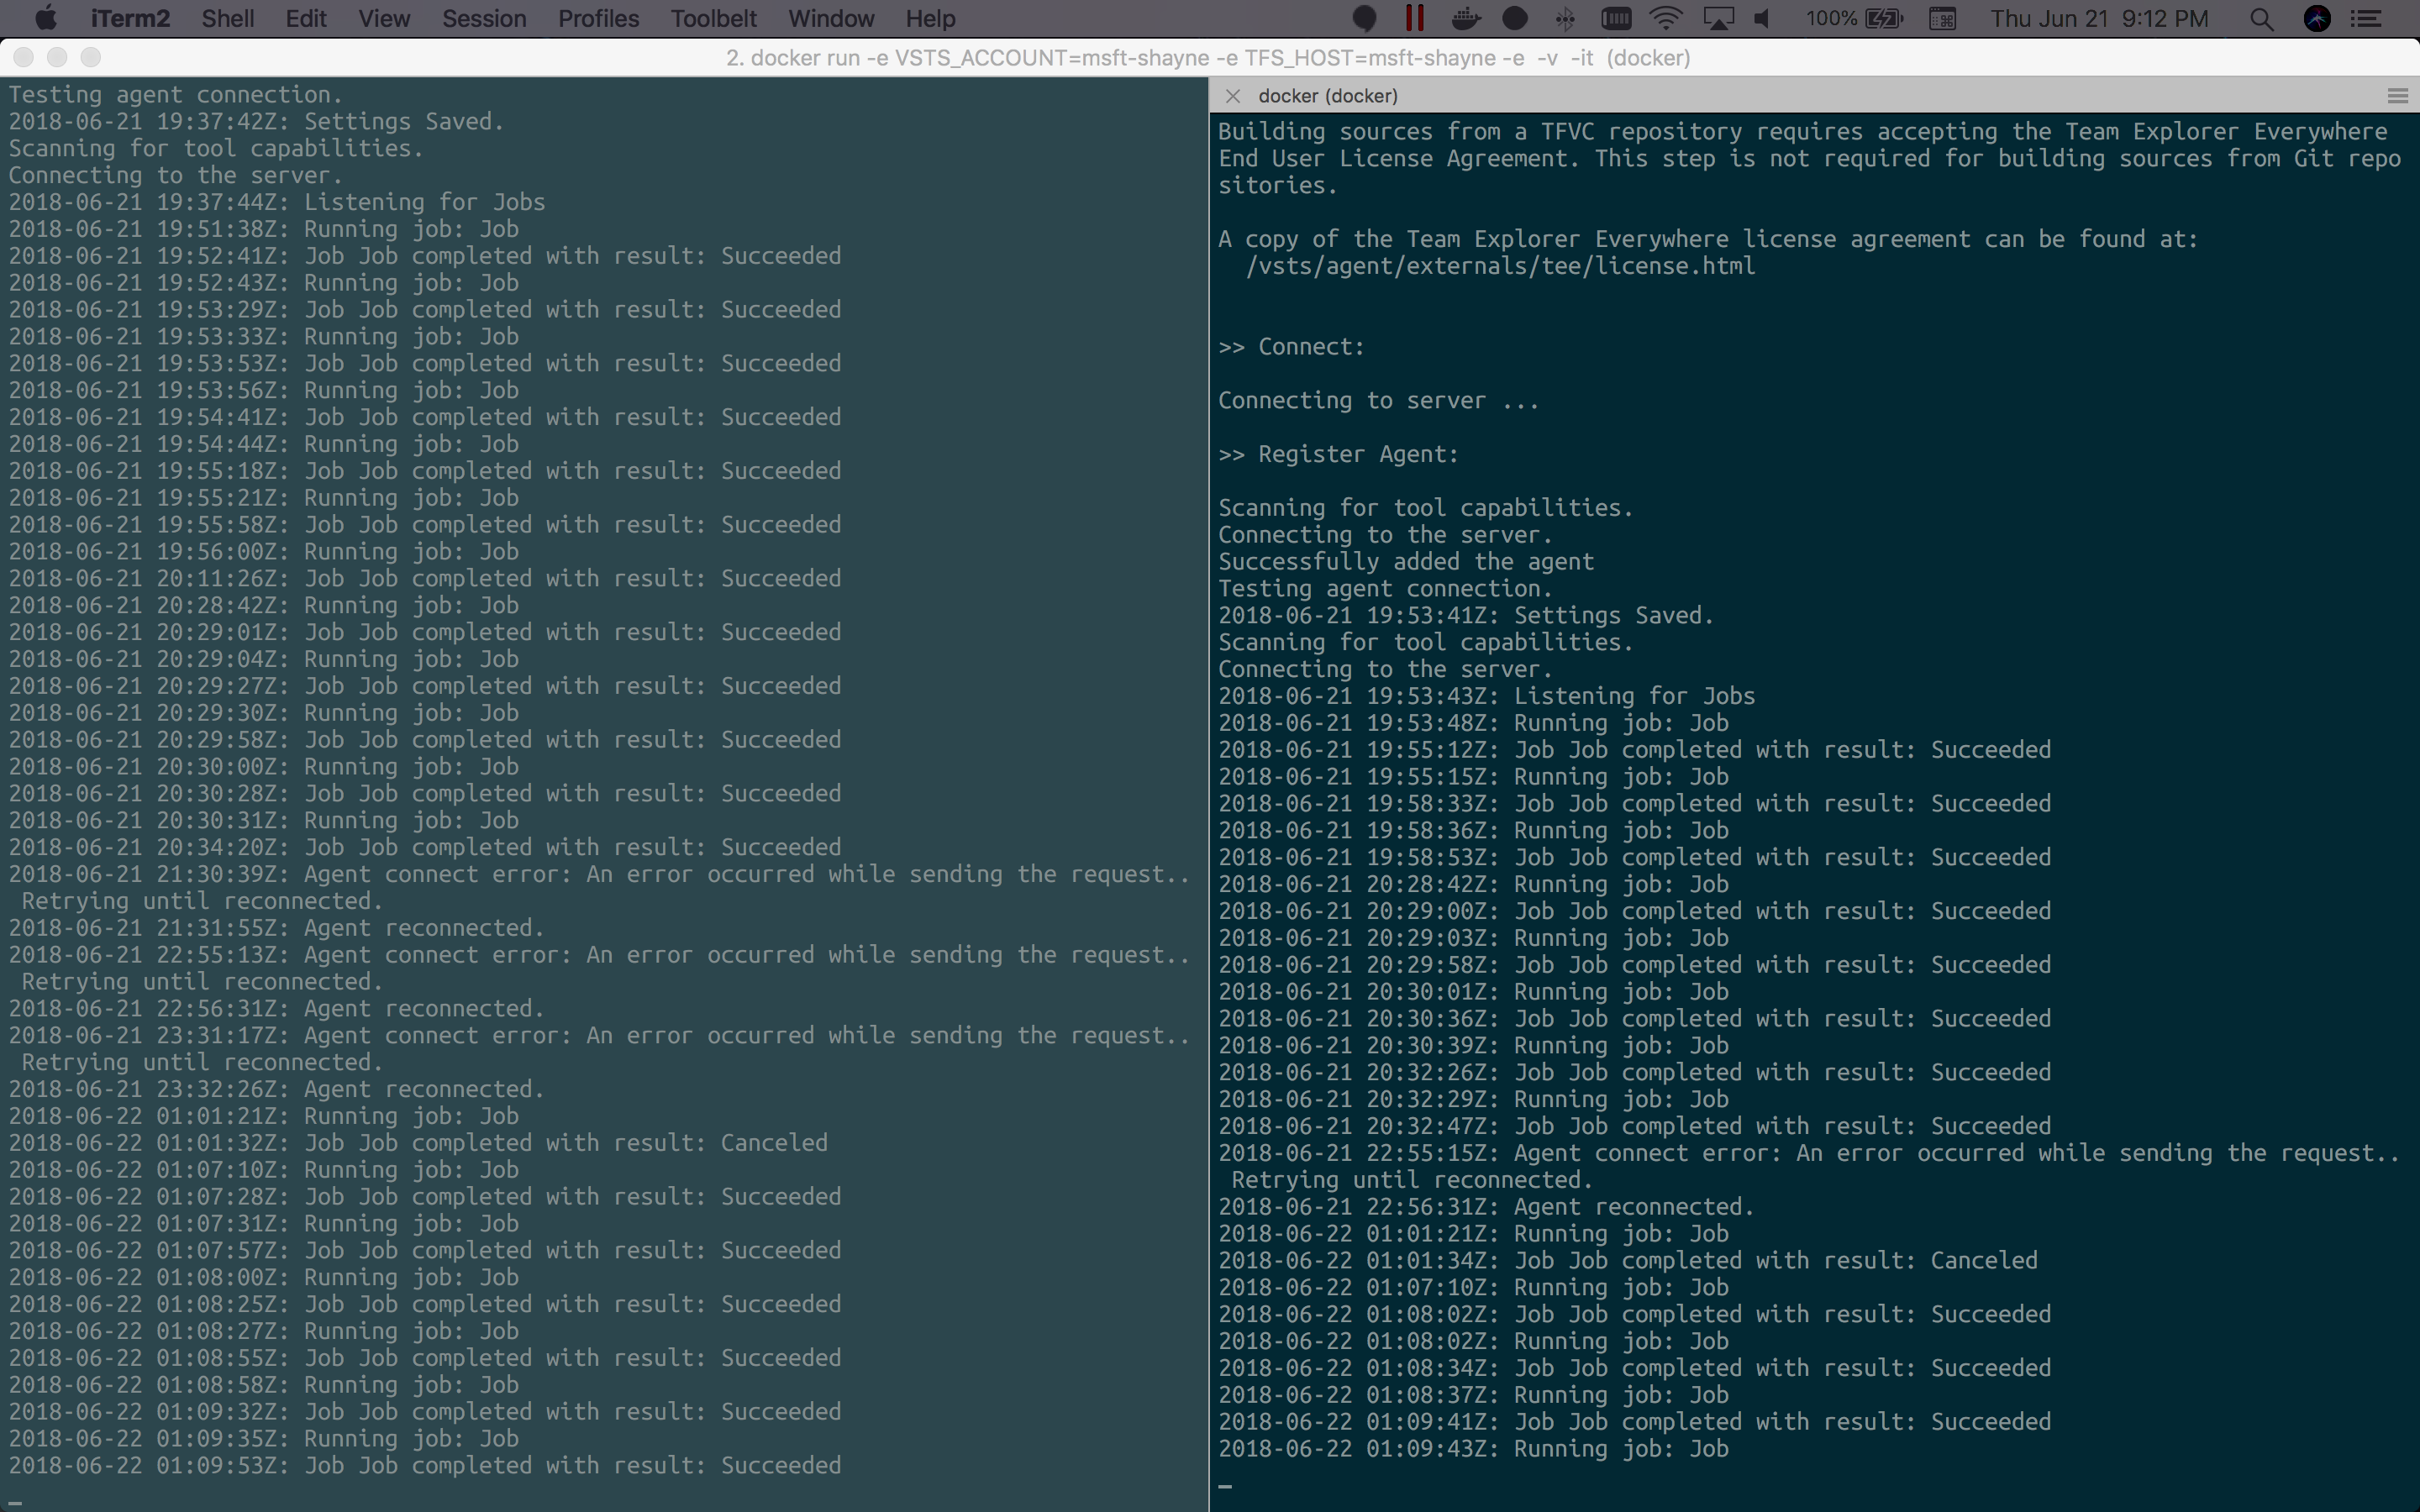 iTerm2 Shell Edit View Session Profiles Toolbelt Window Help 100% Thu Jun 21 9:12 PM
2. docker run -e VSTS_ACCOUNT=msft-shayne -e TFS_HOST=msft-shayne -e -v -it (docker)
Testing agent connection.
2018-06-21 19:37:42Z: Settings Saved.
Scanning for tool capabilities.
Connecting to the server.
2018-06-21 19:37:44Z: Listening for Jobs
2018-06-21 19:51:38Z: Running job: Job
2018-06-21 19:52:41Z: Job Job completed with result: Succeeded
2018-06-21 19:52:43Z: Running job: Job
2018-06-21 19:53:29Z: Job Job completed with result: Succeeded
2018-06-21 19:53:33Z: Running job: Job
2018-06-21 19:53:53Z: Job Job completed with result: Succeeded
2018-06-21 19:53:56Z: Running job: Job
2018-06-21 19:54:41Z: Job Job completed with result: Succeeded
2018-06-21 19:54:44Z: Running job: Job
2018-06-21 19:55:18Z: Job Job completed with result: Succeeded
2018-06-21 19:55:21Z: Running job: Job
2018-06-21 19:55:58Z: Job Job completed with result: Succeeded
2018-06-21 19:56:00Z: Running job: Job
2018-06-21 20:11:26Z: Job Job completed with result: Succeeded
2018-06-21 20:28:42Z: Running job: Job
2018-06-21 20:29:01Z: Job Job completed with result: Succeeded
2018-06-21 20:29:04Z: Running job: Job
2018-06-21 20:29:27Z: Job Job completed with result: Succeeded
2018-06-21 20:29:30Z: Running job: Job
2018-06-21 20:29:58Z: Job Job completed with result: Succeeded
2018-06-21 20:30:00Z: Running job: Job
2018-06-21 20:30:28Z: Job Job completed with result: Succeeded
2018-06-21 20:30:31Z: Running job: Job
2018-06-21 20:34:20Z: Job Job completed with result: Succeeded
2018-06-21 21:30:39Z: Agent connect error: An error occurred while sending the request..
Retrying until reconnected.
2018-06-21 21:31:55Z: Agent reconnected.
2018-06-21 22:55:13Z: Agent connect error: An error occurred while sending the request..
Retrying until reconnected.
2018-06-21 22:56:31Z: Agent reconnected.
2018-06-21 23:31:17Z: Agent connect error: An error occurred while sending the request..
Retrying until reconnected.
2018-06-21 23:32:26Z: Agent reconnected.
2018-06-22 01:01:21Z: Running job: Job
2018-06-22 01:01:32Z: Job Job completed with result: Canceled
2018-06-22 01:07:10Z: Running job: Job
2018-06-22 01:07:28Z: Job Job completed with result: Succeeded
2018-06-22 01:07:31Z: Running job: Job
2018-06-22 01:07:57Z: Job Job completed with result: Succeeded
2018-06-22 01:08:00Z: Running job: Job
2018-06-22 01:08:25Z: Job Job completed with result: Succeeded
2018-06-22 01:08:27Z: Running job: Job
2018-06-22 01:08:55Z: Job Job completed with result: Succeeded
2018-06-22 01:08:58Z: Running job: Job
2018-06-22 01:09:32Z: Job Job completed with result: Succeeded
2018-06-22 01:09:35Z: Running job: Job
2018-06-22 01:09:53Z: Job Job completed with result: Succeeded
docker (docker)
Building sources from a TFVC repository requires accepting the Team Explorer Everywhere
End User License Agreement. This step is not required for building sources from Git repo
sitories.
A copy of the Team Explorer Everywhere license agreement can be found at:
/vsts/agent/externals/tee/license.html
>> Connect:
Connecting to server ...
>> Register Agent:
Scanning for tool capabilities.
Connecting to the server.
Successfully added the agent
Testing agent connection.
2018-06-21 19:53:41Z: Settings Saved.
Scanning for tool capabilities.
Connecting to the server.
2018-06-21 19:53:43Z: Listening for Jobs
2018-06-21 19:53:48Z: Running job: Job
2018-06-21 19:55:12Z: Job Job completed with result: Succeeded
2018-06-21 19:55:15Z: Running job: Job
2018-06-21 19:58:33Z: Job Job completed with result: Succeeded
2018-06-21 19:58:36Z: Running job: Job
2018-06-21 19:58:53Z: Job Job completed with result: Succeeded
2018-06-21 20:28:42Z: Running job: Job
2018-06-21 20:29:00Z: Job Job completed with result: Succeeded
2018-06-21 20:29:03Z: Running job: Job
2018-06-21 20:29:58Z: Job Job completed with result: Succeeded
2018-06-21 20:30:01Z: Running job: Job
2018-06-21 20:30:36Z: Job Job completed with result: Succeeded
2018-06-21 20:30:39Z: Running job: Job
2018-06-21 20:32:26Z: Job Job completed with result: Succeeded
2018-06-21 20:32:29Z: Running job: Job
2018-06-21 20:32:47Z: Job Job completed with result: Succeeded
2018-06-21 22:55:15Z: Agent connect error: An error occurred while sending the request..
Retrying until reconnected.
2018-06-21 22:56:31Z: Agent reconnected.
2018-06-22 01:01:21Z: Running job: Job
2018-06-22 01:01:34Z: Job Job completed with result: Canceled
2018-06-22 01:07:10Z: Running job: Job
2018-06-22 01:08:02Z: Job Job completed with result: Succeeded
2018-06-22 01:08:02Z: Running job: Job
2018-06-22 01:08:34Z: Job Job completed with result: Succeeded
2018-06-22 01:08:37Z: Running job: Job
2018-06-22 01:09:41Z: Job Job completed with result: Succeeded
2018-06-22 01:09:43Z: Running job: Job